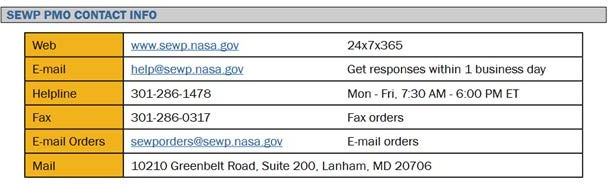 SEWP PMO CONTACT INFO
Web www.sewp.nasa.gov 24x7x365
E-mail help@sewp.nasa.gov Get responses within 1 business day
Helpline 301-286-1478 Mon - Fri, 7:30 AM - 6:00 PM ET
Fax 301-286-0317 Fax orders
E-mail Orders sewporders@sewp.nasa.gov E-mail orders
Mail 10210 Greenbelt Road, Suite 200, Lanham, MD 20706